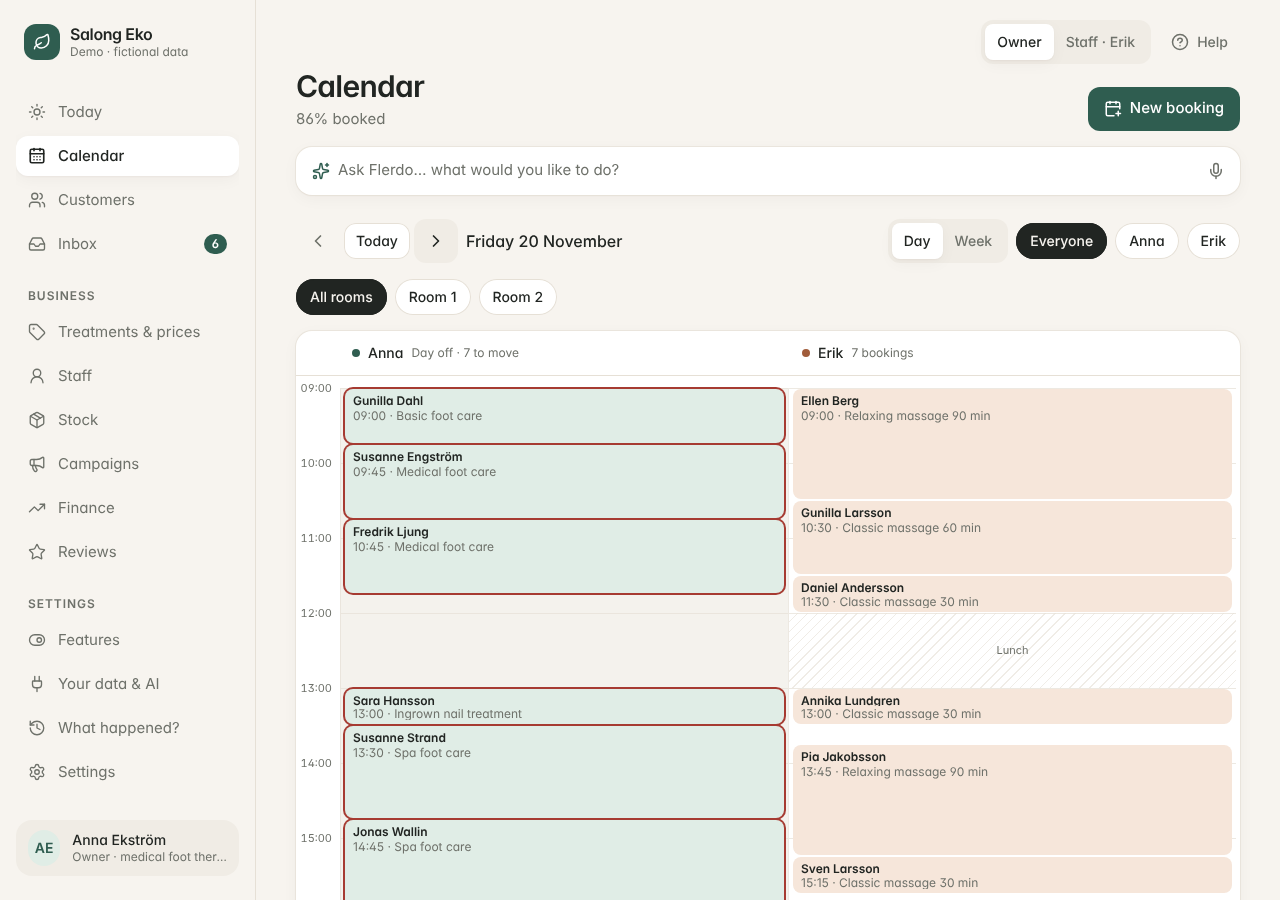 Salong Eko
Demo · fictional data
Today
Calendar
Customers
Inbox
6
BUSINESS
Treatments & prices
Staff
Stock
Campaigns
Finance
Reviews
SETTINGS
Features
Your data & AI
What happened?
Settings
AE
Anna Ekström
Owner · medical foot ther...
Owner
Staff · Erik
Help
Calendar
86% booked
New booking
Ask Flerdo... what would you like to do?
Today
Friday 20 November
Day
Week
Everyone
Anna
Erik
All rooms
Room 1
Room 2
Anna Day off · 7 to move
Erik 7 bookings
09:00
10:00
11:00
12:00
13:00
14:00
15:00
Gunilla Dahl
09:00 · Basic foot care
Susanne Engström
09:45 · Medical foot care
Fredrik Ljung
10:45 · Medical foot care
Sara Hansson
13:00 · Ingrown nail treatment
Susanne Strand
13:30 · Spa foot care
Jonas Wallin
14:45 · Spa foot care
Ellen Berg
09:00 · Relaxing massage 90 min
Gunilla Larsson
10:30 · Classic massage 60 min
Daniel Andersson
11:30 · Classic massage 30 min
Lunch
Annika Lundgren
13:00 · Classic massage 30 min
Pia Jakobsson
13:45 · Relaxing massage 90 min
Sven Larsson
15:15 · Classic massage 30 min